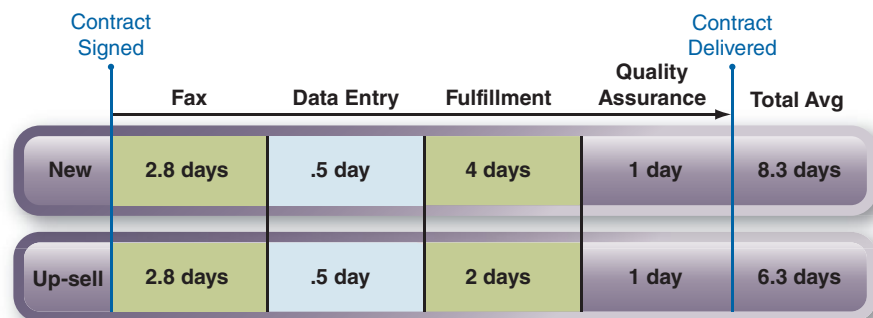 Contract
Signed
Contract
Delivered
Fax
Data Entry
Fulfillment
Quality
Assurance
Total Avg
New
2.8 days
.5 day
4 days
1 day
8.3 days
Up-sell
2.8 days
.5 day
2 days
1 day
6.3 days